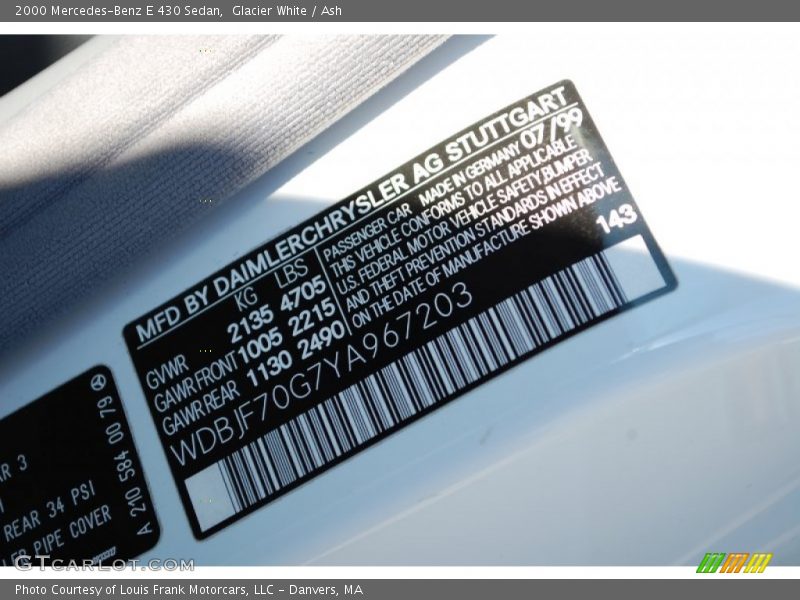 2000 Mercedes-Benz E 430 Sedan, Glacier White / Ash
MFD BY DAIMLERCHRYSLER AG STUTTGART
KG LBS
GVWR 2135 4705
GAWR FRONT 1005 2215
GAWR REAR 1130 2490
PASSENGER CAR MADE IN GERMANY 07/99
THIS VEHICLE CONFORMS TO ALL APPLICABLE
U.S. FEDERAL MOTOR VEHICLE SAFETY BUMPER
AND THEFT PREVENTION STANDARDS IN EFFECT
ON THE DATE OF MANUFACTURE SHOWN ABOVE
143
WDBJF70G7YA967203
AR 3
REAR 34 PSI
PIPE COVER
A 210 584 00 79
GTCARLOT.COM
Photo Courtesy of Louis Frank Motorcars, LLC - Danvers, MA